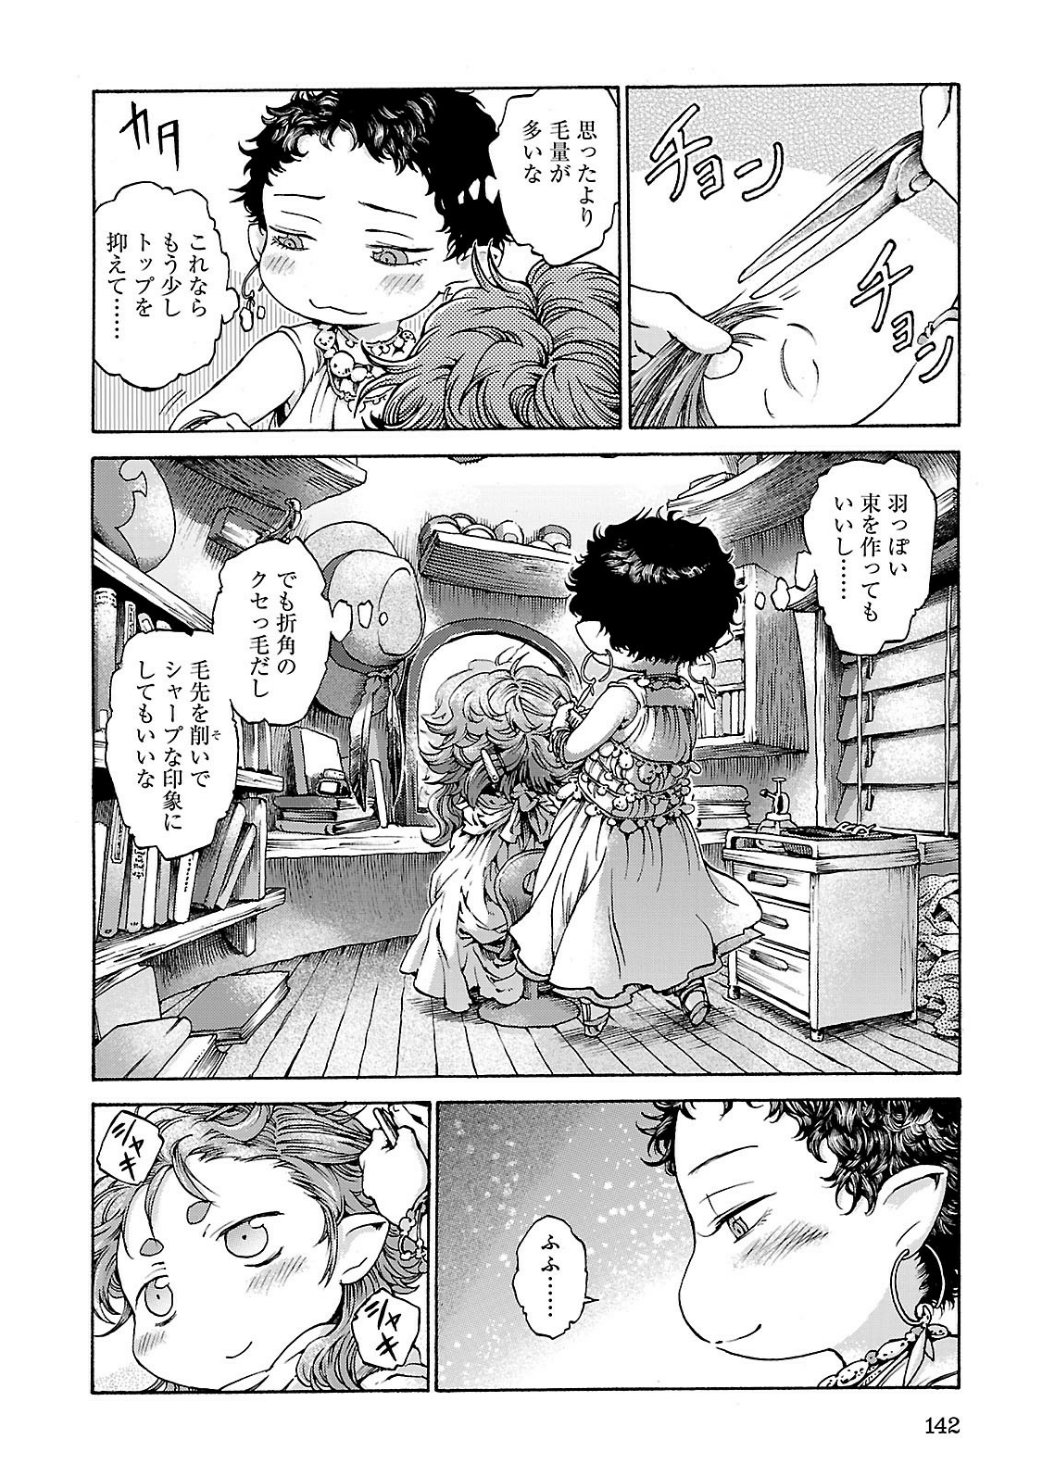 チョン
チョン
思ったより
毛量が
多いな
カタ
これなら
もう少し
トップを
抑えて……
羽っぽい
束を作っても
いいし……
でも折角の
クセっ毛だし
毛先を削いで
そ
シャープな印象に
してもいいな
ふふ……
シャキ
シャキ
142